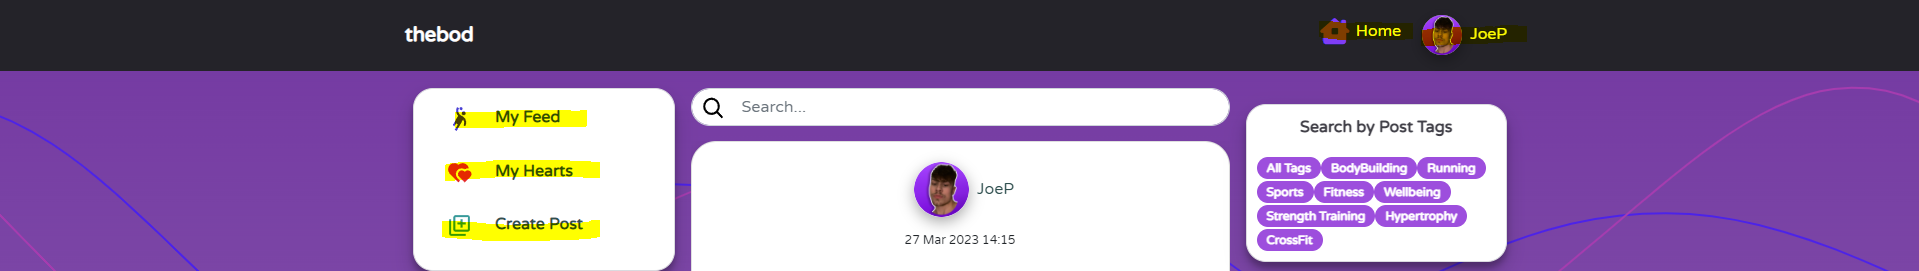 thebod
Home
JoeP
My Feed
My Hearts
Create Post
Search...
JoeP
27 Mar 2023 14:15
Search by Post Tags
All Tags BodyBuilding Running
Sports Fitness Wellbeing
Strength Training Hypertrophy
CrossFit